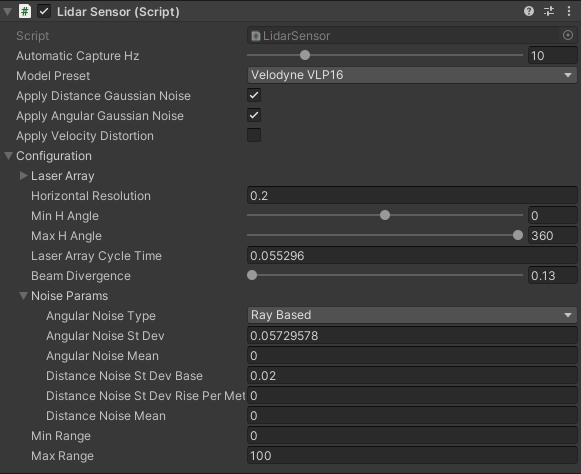 Lidar Sensor (Script)
Script LidarSensor
Automatic Capture Hz 10
Model Preset Velodyne VLP16
Apply Distance Gaussian Noise
Apply Angular Gaussian Noise
Apply Velocity Distortion
Configuration
Laser Array
Horizontal Resolution 0.2
Min H Angle 0
Max H Angle 360
Laser Array Cycle Time 0.055296
Beam Divergence 0.13
Noise Params
Angular Noise Type Ray Based
Angular Noise St Dev 0.05729578
Angular Noise Mean 0
Distance Noise St Dev Base 0.02
Distance Noise St Dev Rise Per Met 0
Distance Noise Mean 0
Min Range 0
Max Range 100